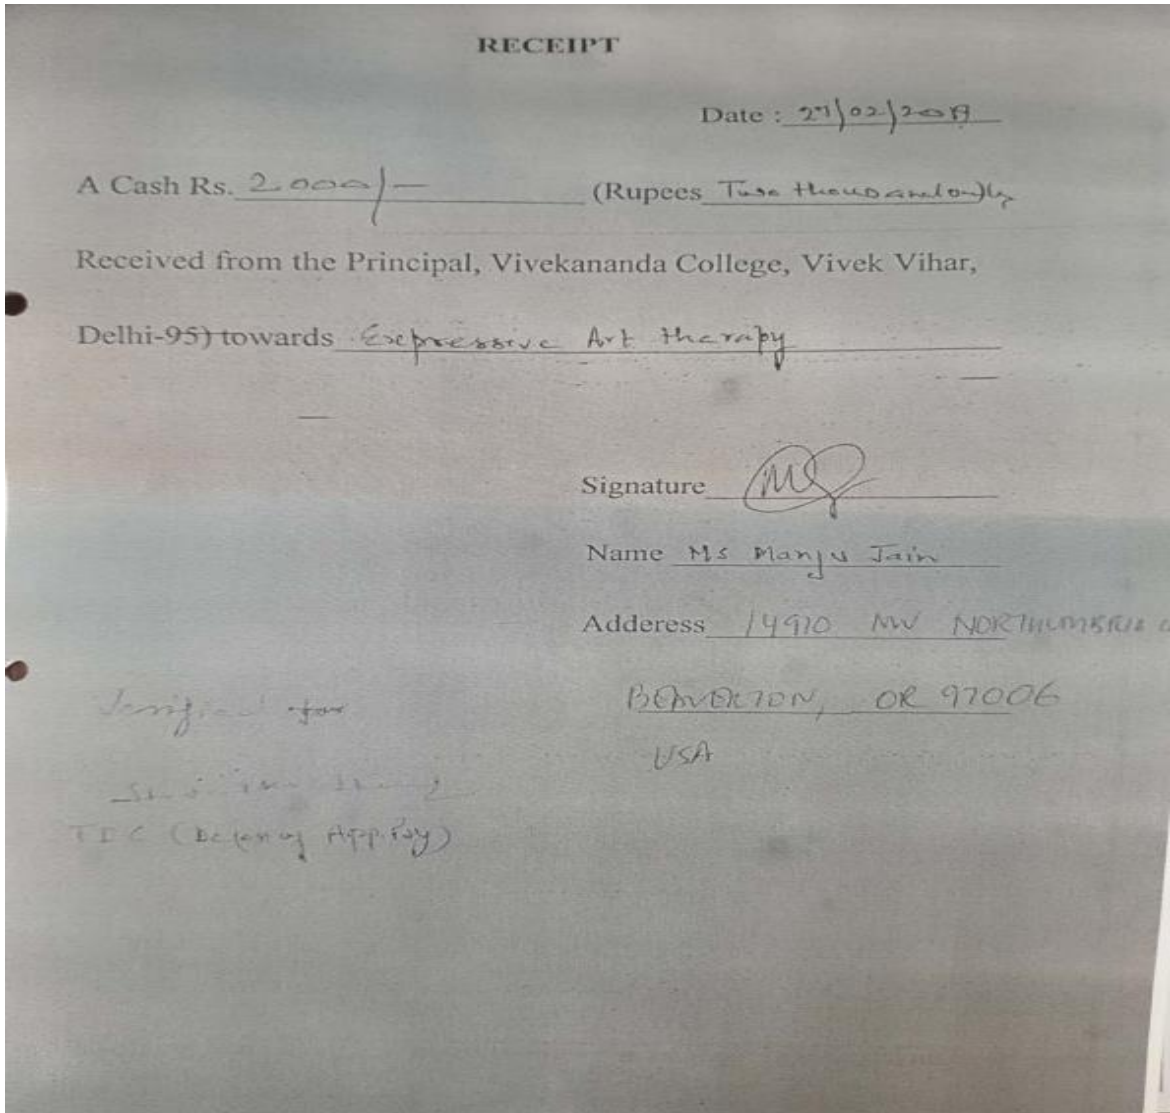 RECEIPT
Date : 27/02/2019
A Cash Rs. 2000/- (Rupees Two thousand only
Received from the Principal, Vivekananda College, Vivek Vihar,
Delhi-95) towards Expressive Art therapy
Signature
Name Ms Manju Jain
Adderess 14910 NW NORTHUMBRIA
BEAVERTON, OR 97006
USA
Verified for